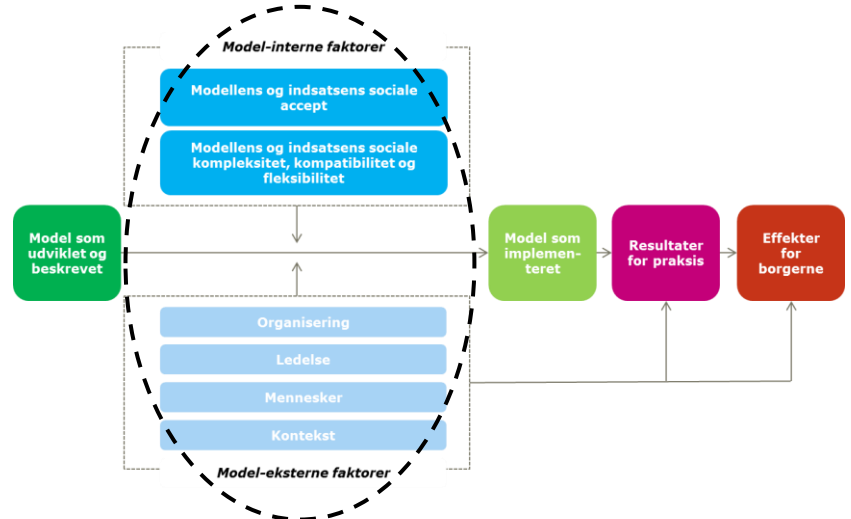 Model-interne faktorer
Modellens og indsatsens sociale
accept
Modellens og indsatsens sociale
kompleksitet, kompatibilitet og
fleksibilitet
Model som
udviklet og
beskrevet
Model som
implemen-
teret
Resultater
for praksis
Effekter
for
borgerne
Organisering
Ledelse
Mennesker
Kontekst
Model-eksterne faktorer